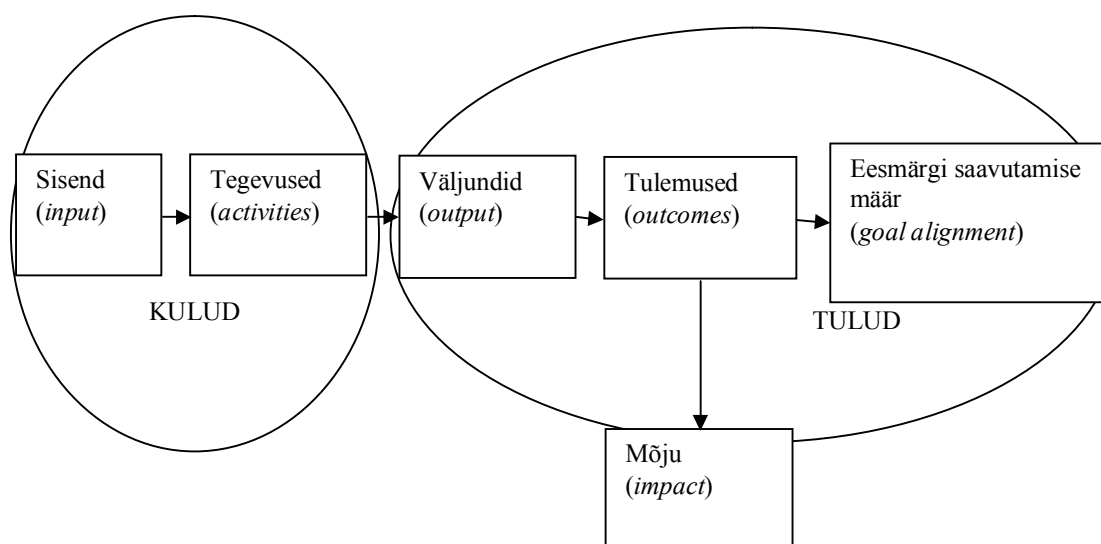 Sisend
(input)
Tegevused
(activities)
Väljundid
(output)
Tulemused
(outcomes)
Eesmärgi saavutamise
määr
(goal alignment)
KULUD
TULUD
Mõju
(impact)